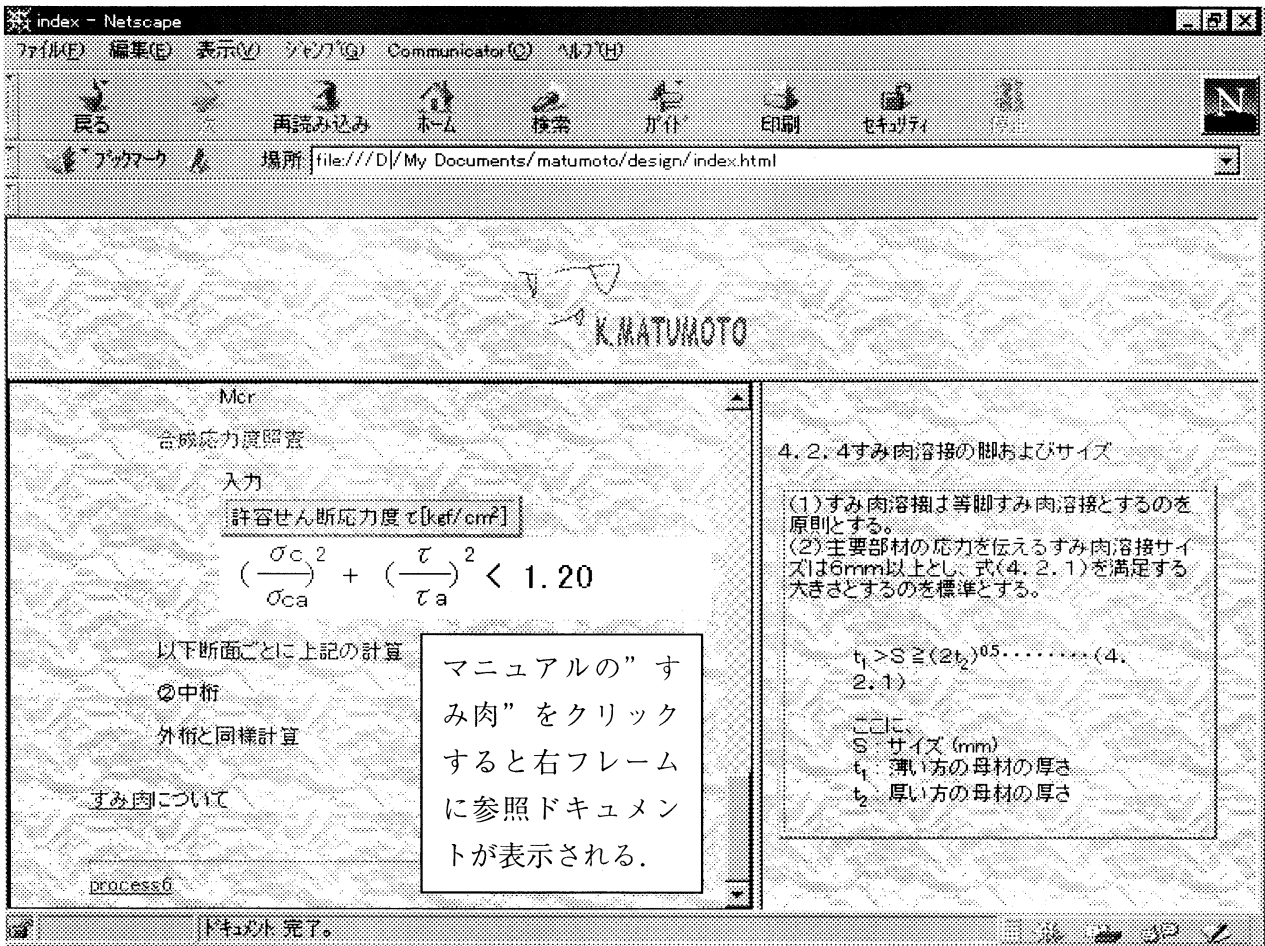 index - Netscape
ファイル(F) 編集(E) 表示(V) ジャンプ(G) Communicator(C) ヘルプ(H)
戻る 再読み込み ホーム 検索 ガイド 印刷 セキュリティ
N
ブックマーク 場所 file:///D|/My Documents/matumoto/design/index.html
K.MATUMOTO
Mcr
合成応力度照査
入力
許容せん断応力度τ[kgf/cm²]
(σc/σca)² + (τ/τa)² < 1.20
以下断面ごとに上記の計算
②中桁
外桁と同様計算
すみ肉について
process6
マニュアルの”す
み肉”をクリック
すると右フレーム
に参照ドキュメン
トが表示される.
4.2.4すみ肉溶接の脚およびサイズ
(1)すみ肉溶接は等脚すみ肉溶接とするのを
原則とする。
(2)主要部材の応力を伝えるすみ肉溶接サイ
ズは6mm以上とし、式(4.2.1)を満足する
大きさとするのを標準とする。
t₁>S≧(2t₂)⁰⁵・・・・・・・・・(4.
2.1)
ここに、
S:サイズ(mm)
t₁:薄い方の母材の厚さ
t₂:厚い方の母材の厚さ
ドキュメント:完了。